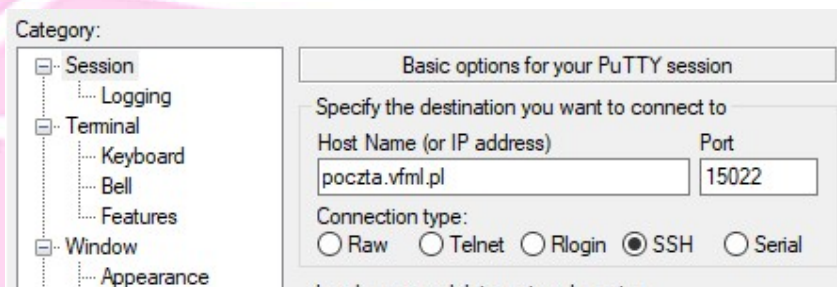 Category:
Session
Logging
Terminal
Keyboard
Bell
Features
Window
Appearance
Basic options for your PuTTY session
Specify the destination you want to connect to
Host Name (or IP address) Port
poczta.vfml.pl 15022
Connection type:
Raw Telnet Rlogin SSH Serial